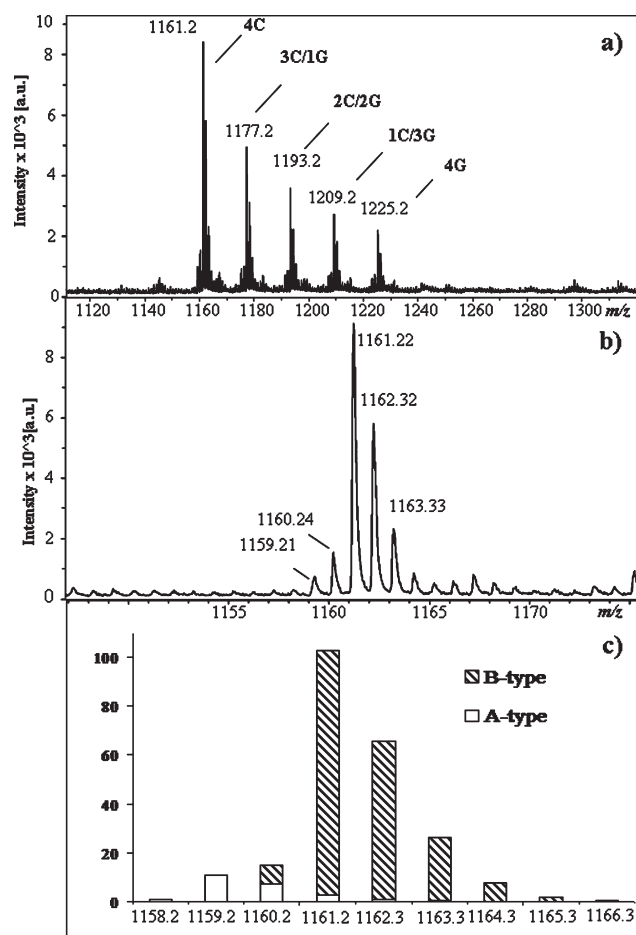 10
8
6
4
2
0
Intensity x 10^3 [a.u.]
a)
1161.2
4C
3C/1G
1177.2
2C/2G
1193.2
1C/3G
1209.2
4G
1225.2
1120 1140 1160 1180 1200 1220 1240 1260 1280 1300 m/z
b)
8
6
4
2
0
Intensity x 10^3[a.u.]
1161.22
1162.32
1163.33
1160.24
1159.21
1155 1160 1165 1170 m/z
c)
100
80
60
40
20
0
B-type
A-type
1158.2 1159.2 1160.2 1161.2 1162.3 1163.3 1164.3 1165.3 1166.3